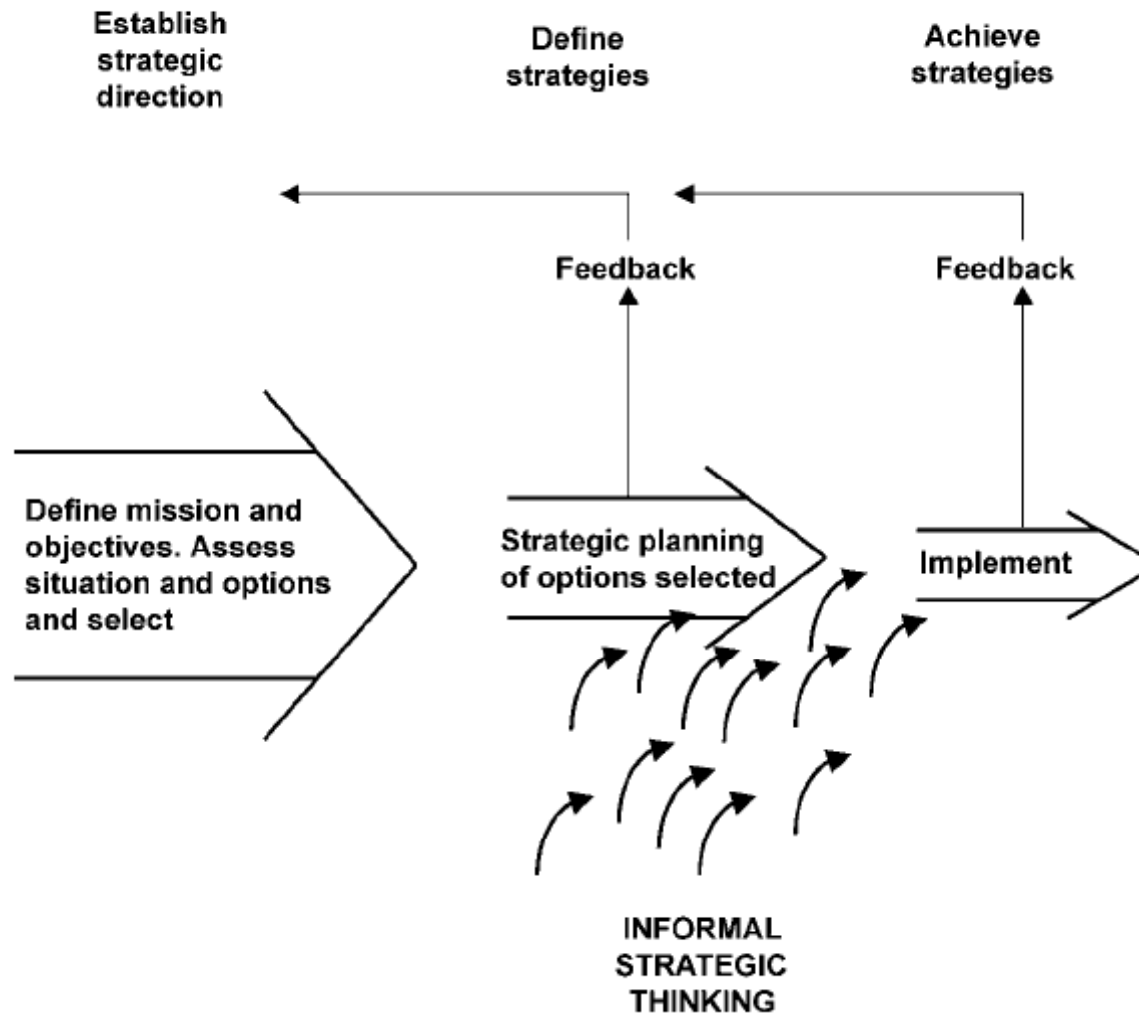 Establish
strategic
direction
Define
strategies
Achieve
strategies
Feedback
Feedback
Define mission and
objectives. Assess
situation and options
and select
Strategic planning
of options selected
Implement
INFORMAL
STRATEGIC
THINKING